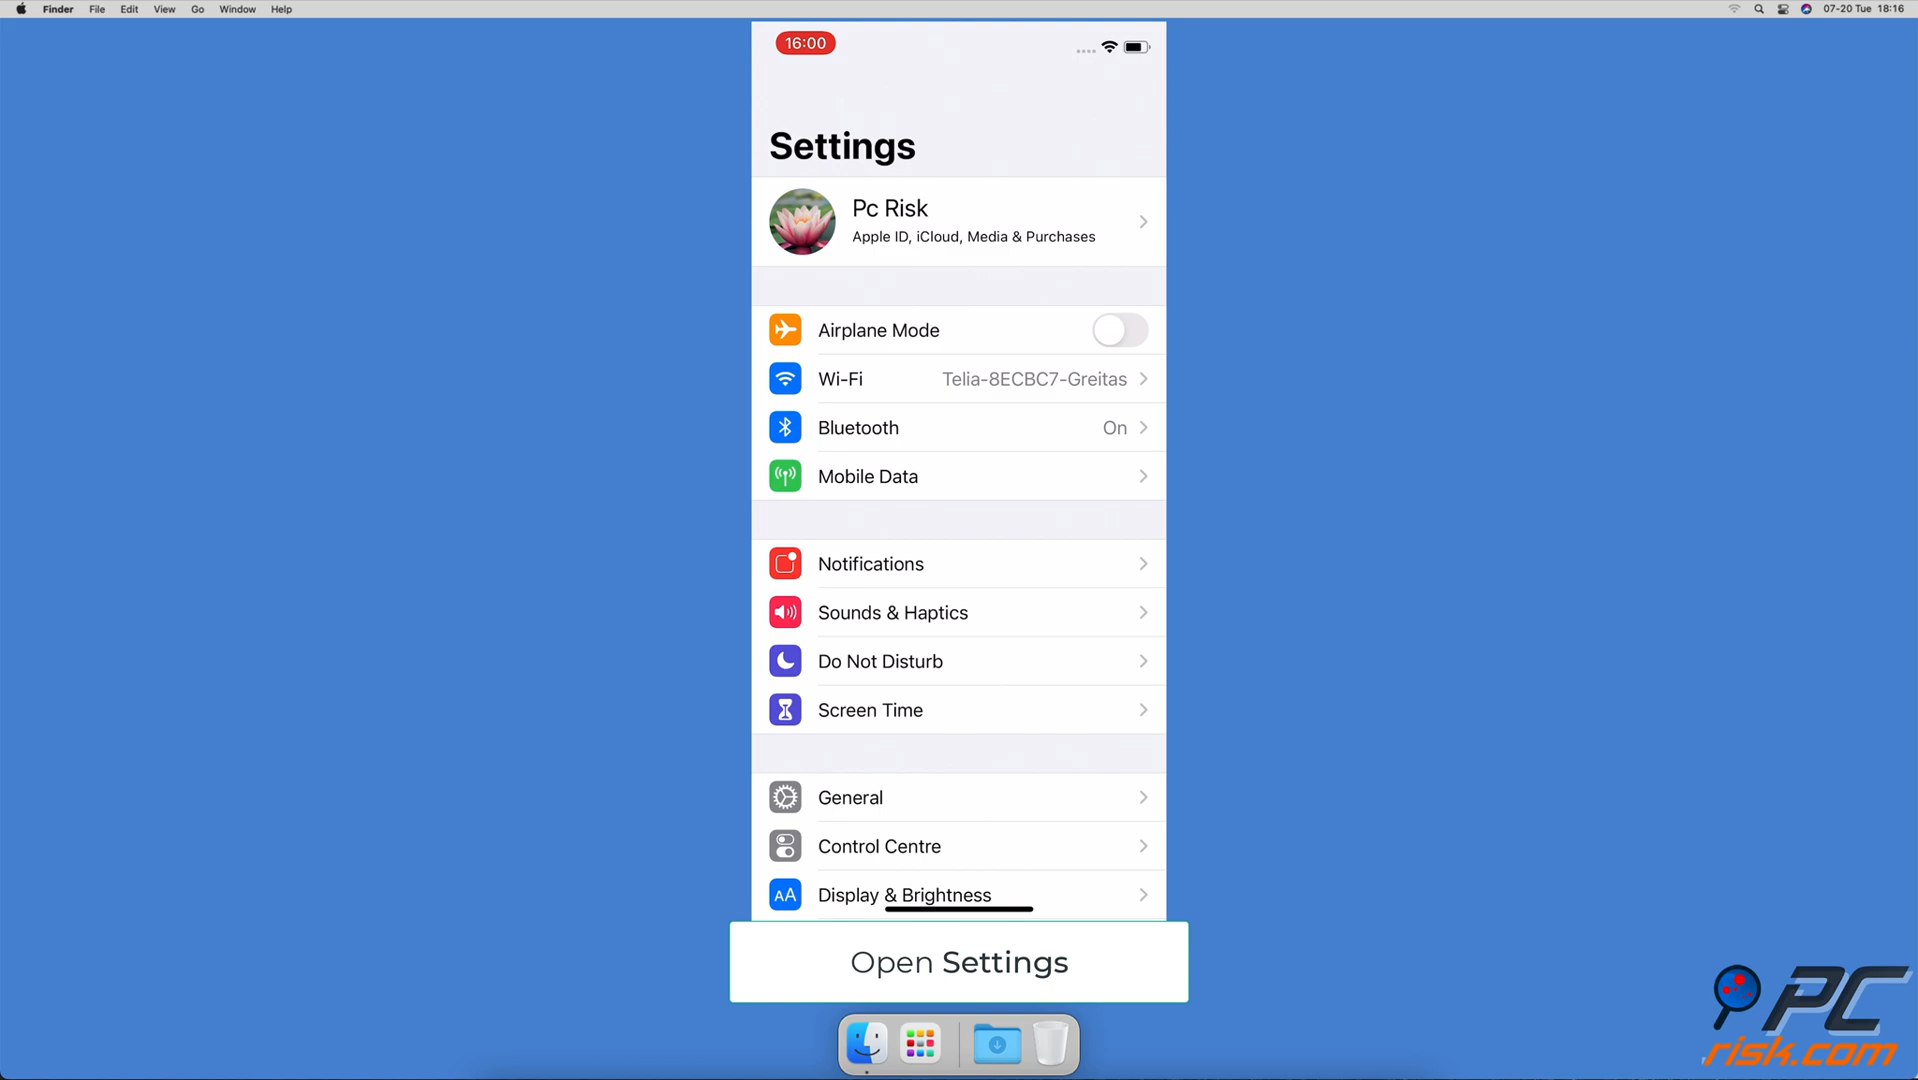 Finder File Edit View Go Window Help 07-20 Tue 18:16
16:00
Settings
Pc Risk
Apple ID, iCloud, Media & Purchases
Airplane Mode
Wi-Fi Telia-8ECBC7-Greitas
Bluetooth On
Mobile Data
Notifications
Sounds & Haptics
Do Not Disturb
Screen Time
General
Control Centre
AA Display & Brightness
Open Settings
PC
risk.com